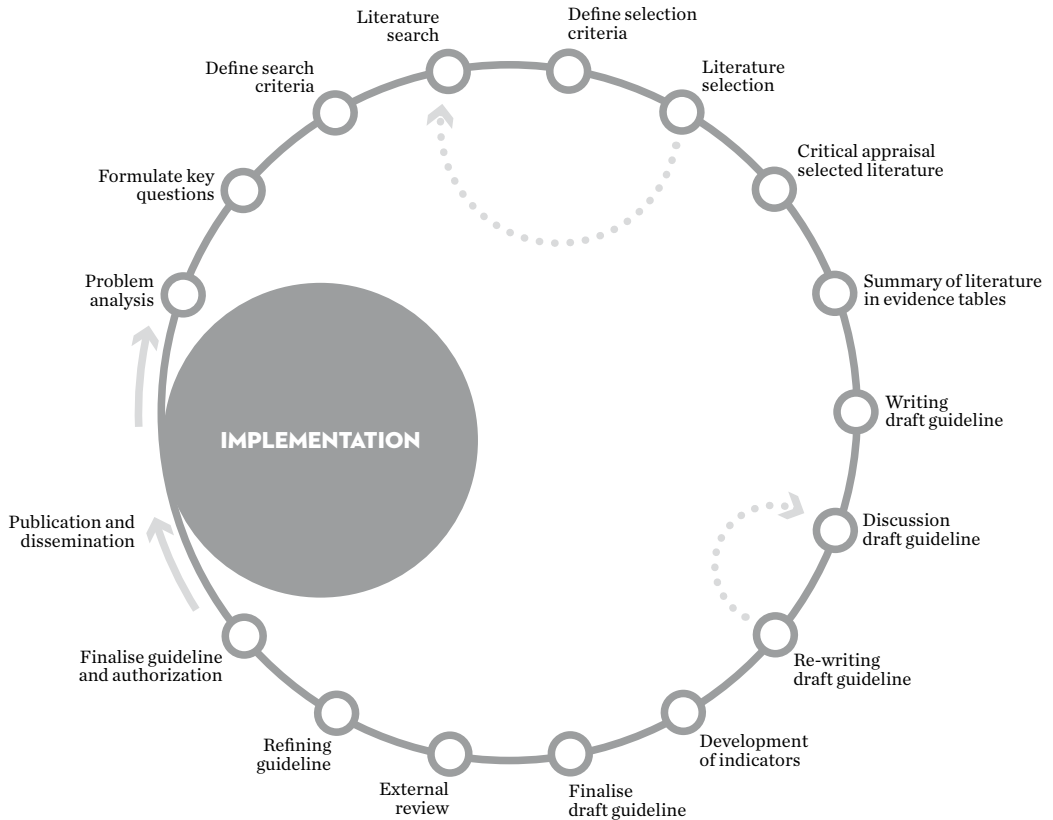 Literature
search
Define selection
criteria
Define search
criteria
Literature
selection
Formulate key
questions
Critical appraisal
selected literature
Problem
analysis
Summary of literature
in evidence tables
IMPLEMENTATION
Writing
draft guideline
Publication and
dissemination
Discussion
draft guideline
Finalise guideline
and authorization
Re-writing
draft guideline
Refining
guideline
Development
of indicators
External
review
Finalise
draft guideline